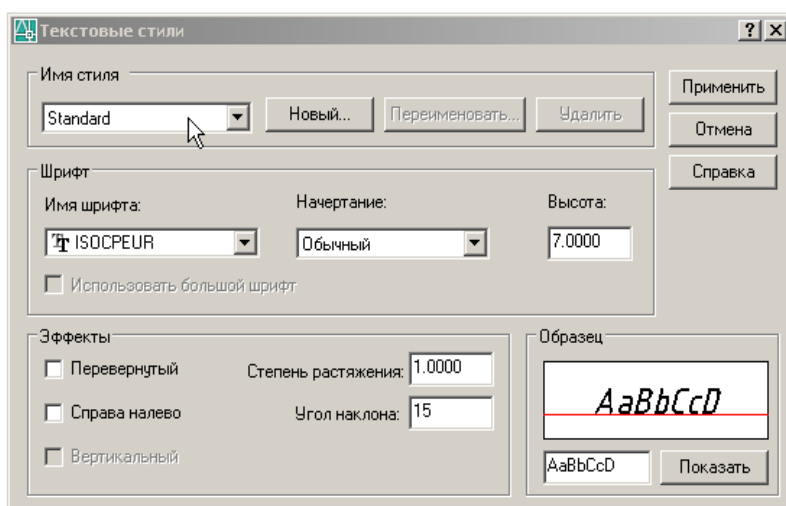 Текстовые стили
Имя стиля
Standard
Новый...
Переименовать...
Удалить
Применить
Отмена
Справка
Шрифт
Имя шрифта:
Начертание:
Высота:
ISOCPEUR
Обычный
7.0000
Использовать большой шрифт
Эффекты
Перевернутый
Степень растяжения: 1.0000
Справа налево
Угол наклона: 15
Вертикальный
Образец
AaBbCcD
AaBbCcD
Показать